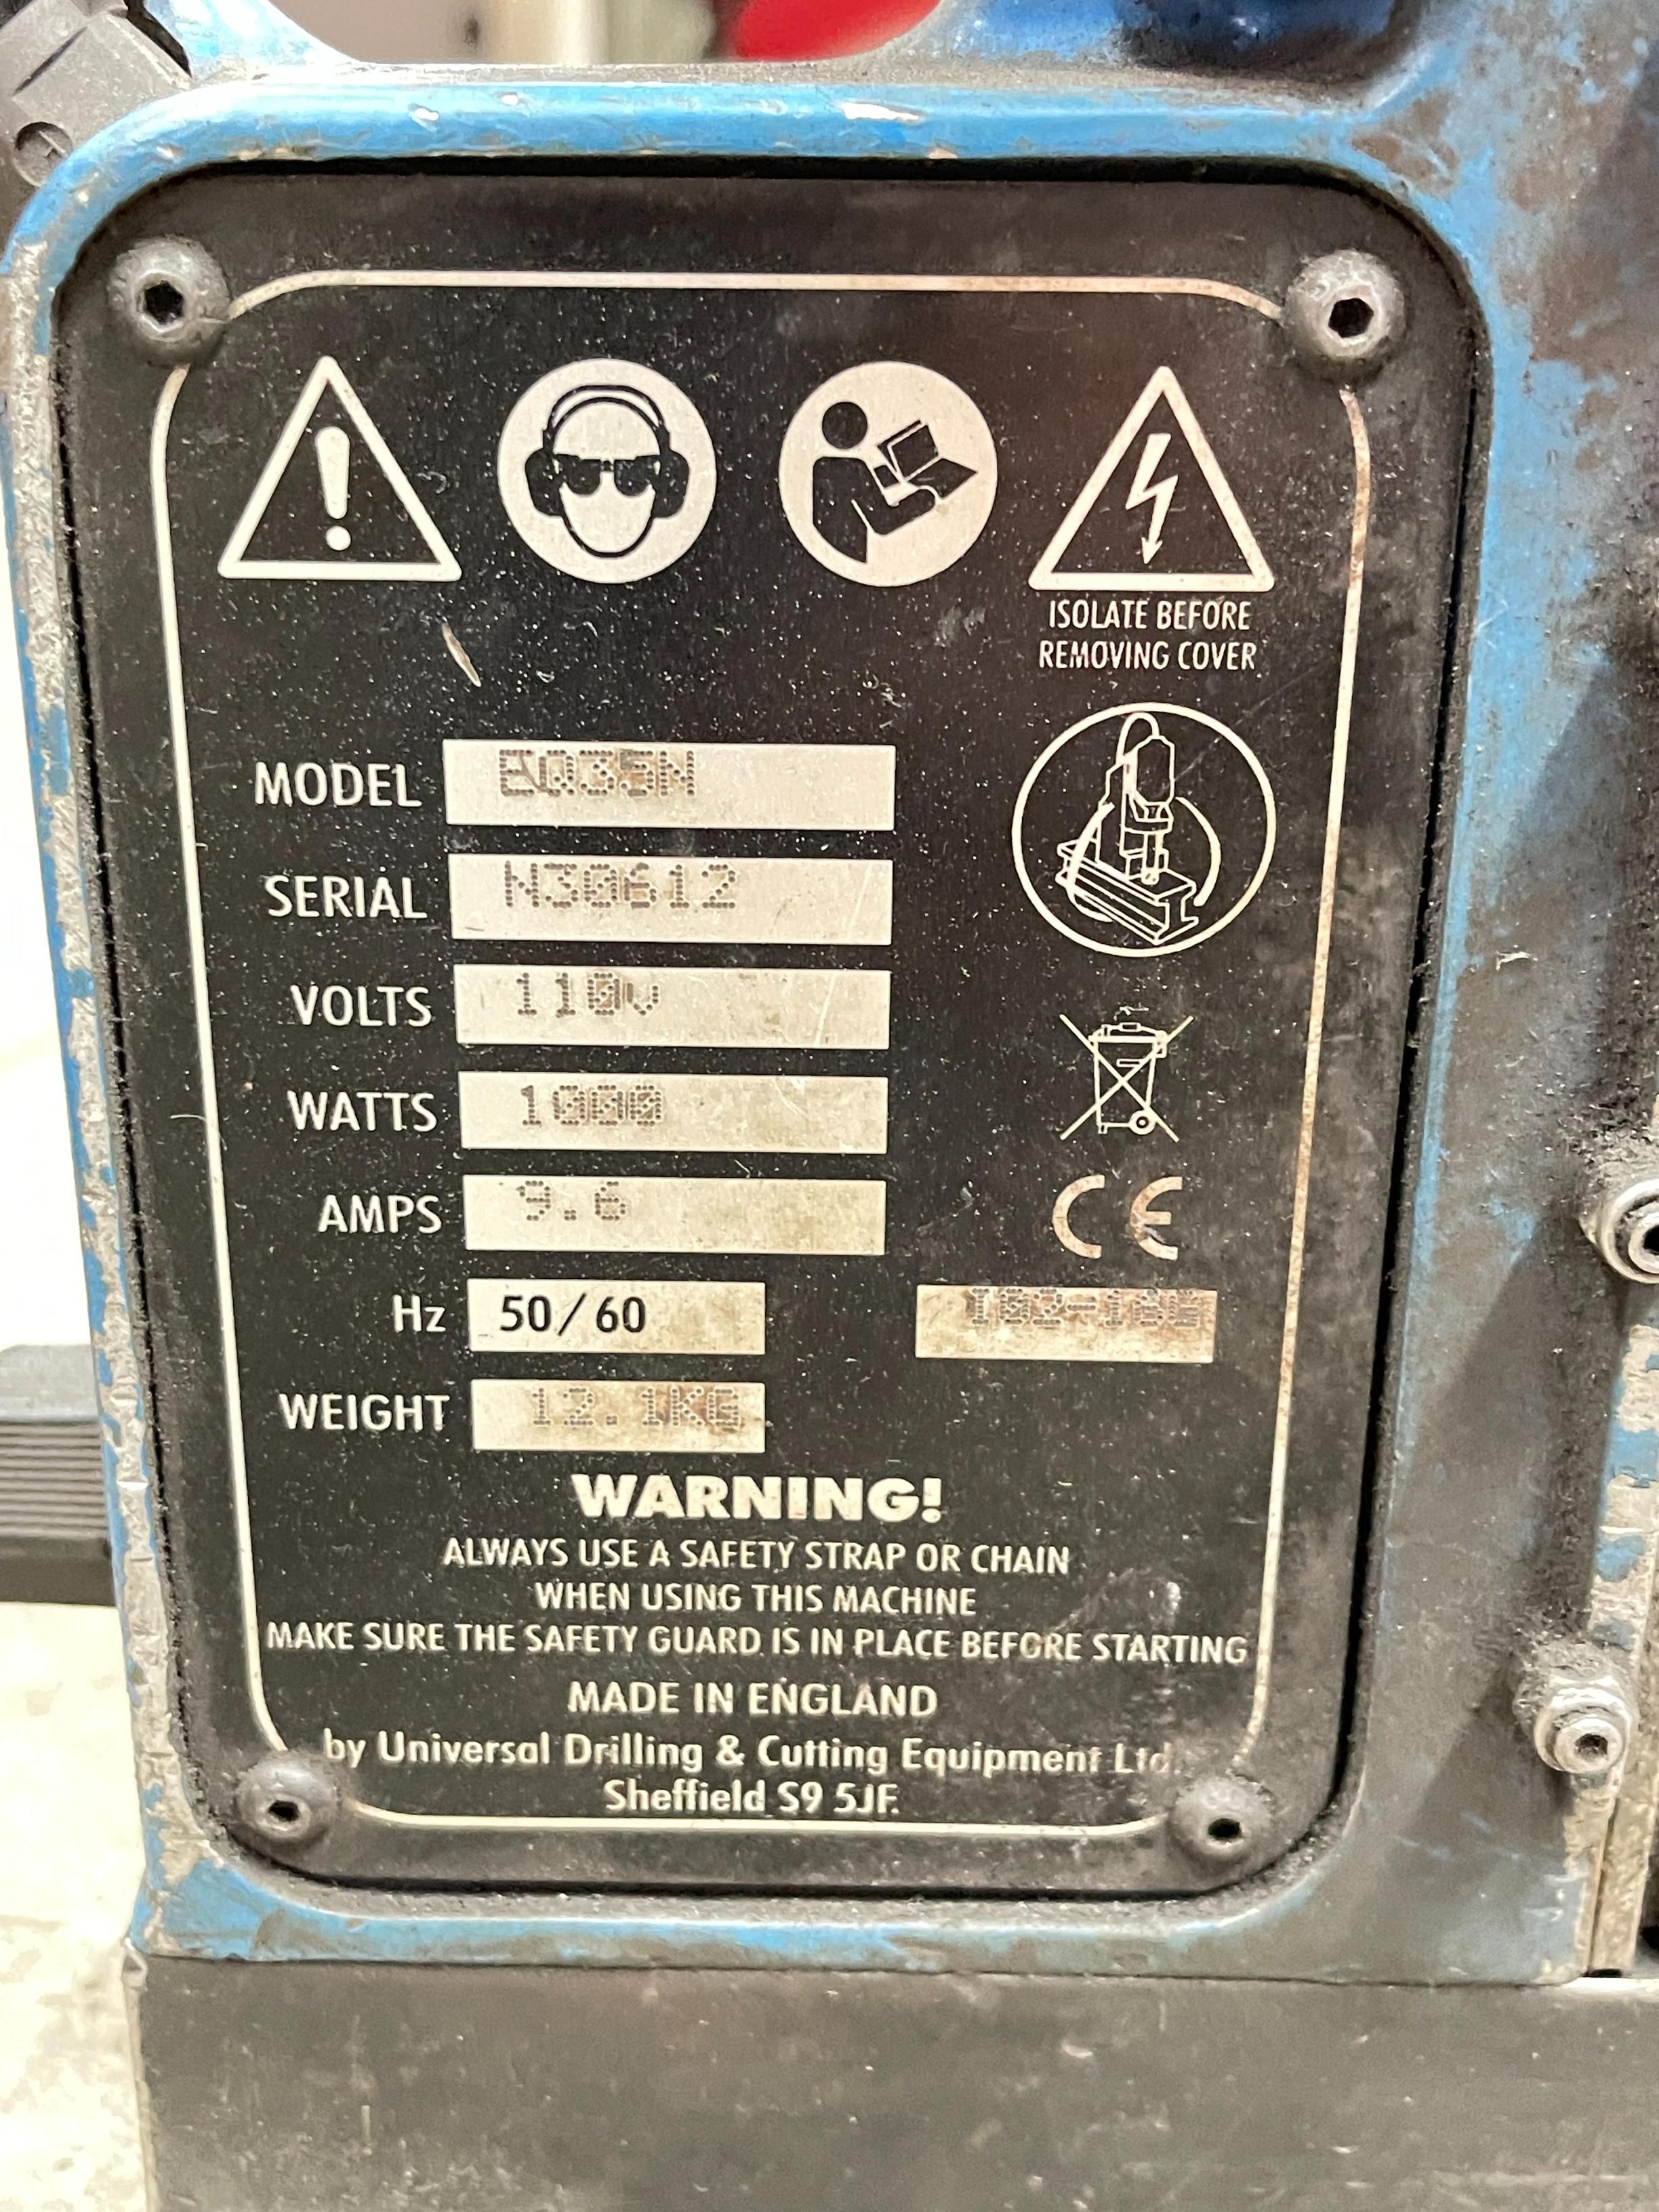 ISOLATE BEFORE
REMOVING COVER
MODEL EQ35N
SERIAL N30612
VOLTS 110v
WATTS 1000
AMPS 9.6
CE
Hz 50/60
WEIGHT 12.1KG
WARNING!
ALWAYS USE A SAFETY STRAP OR CHAIN
WHEN USING THIS MACHINE
MAKE SURE THE SAFETY GUARD IS IN PLACE BEFORE STARTING
MADE IN ENGLAND
by Universal Drilling & Cutting Equipment Ltd.
Sheffield S9 5JF.